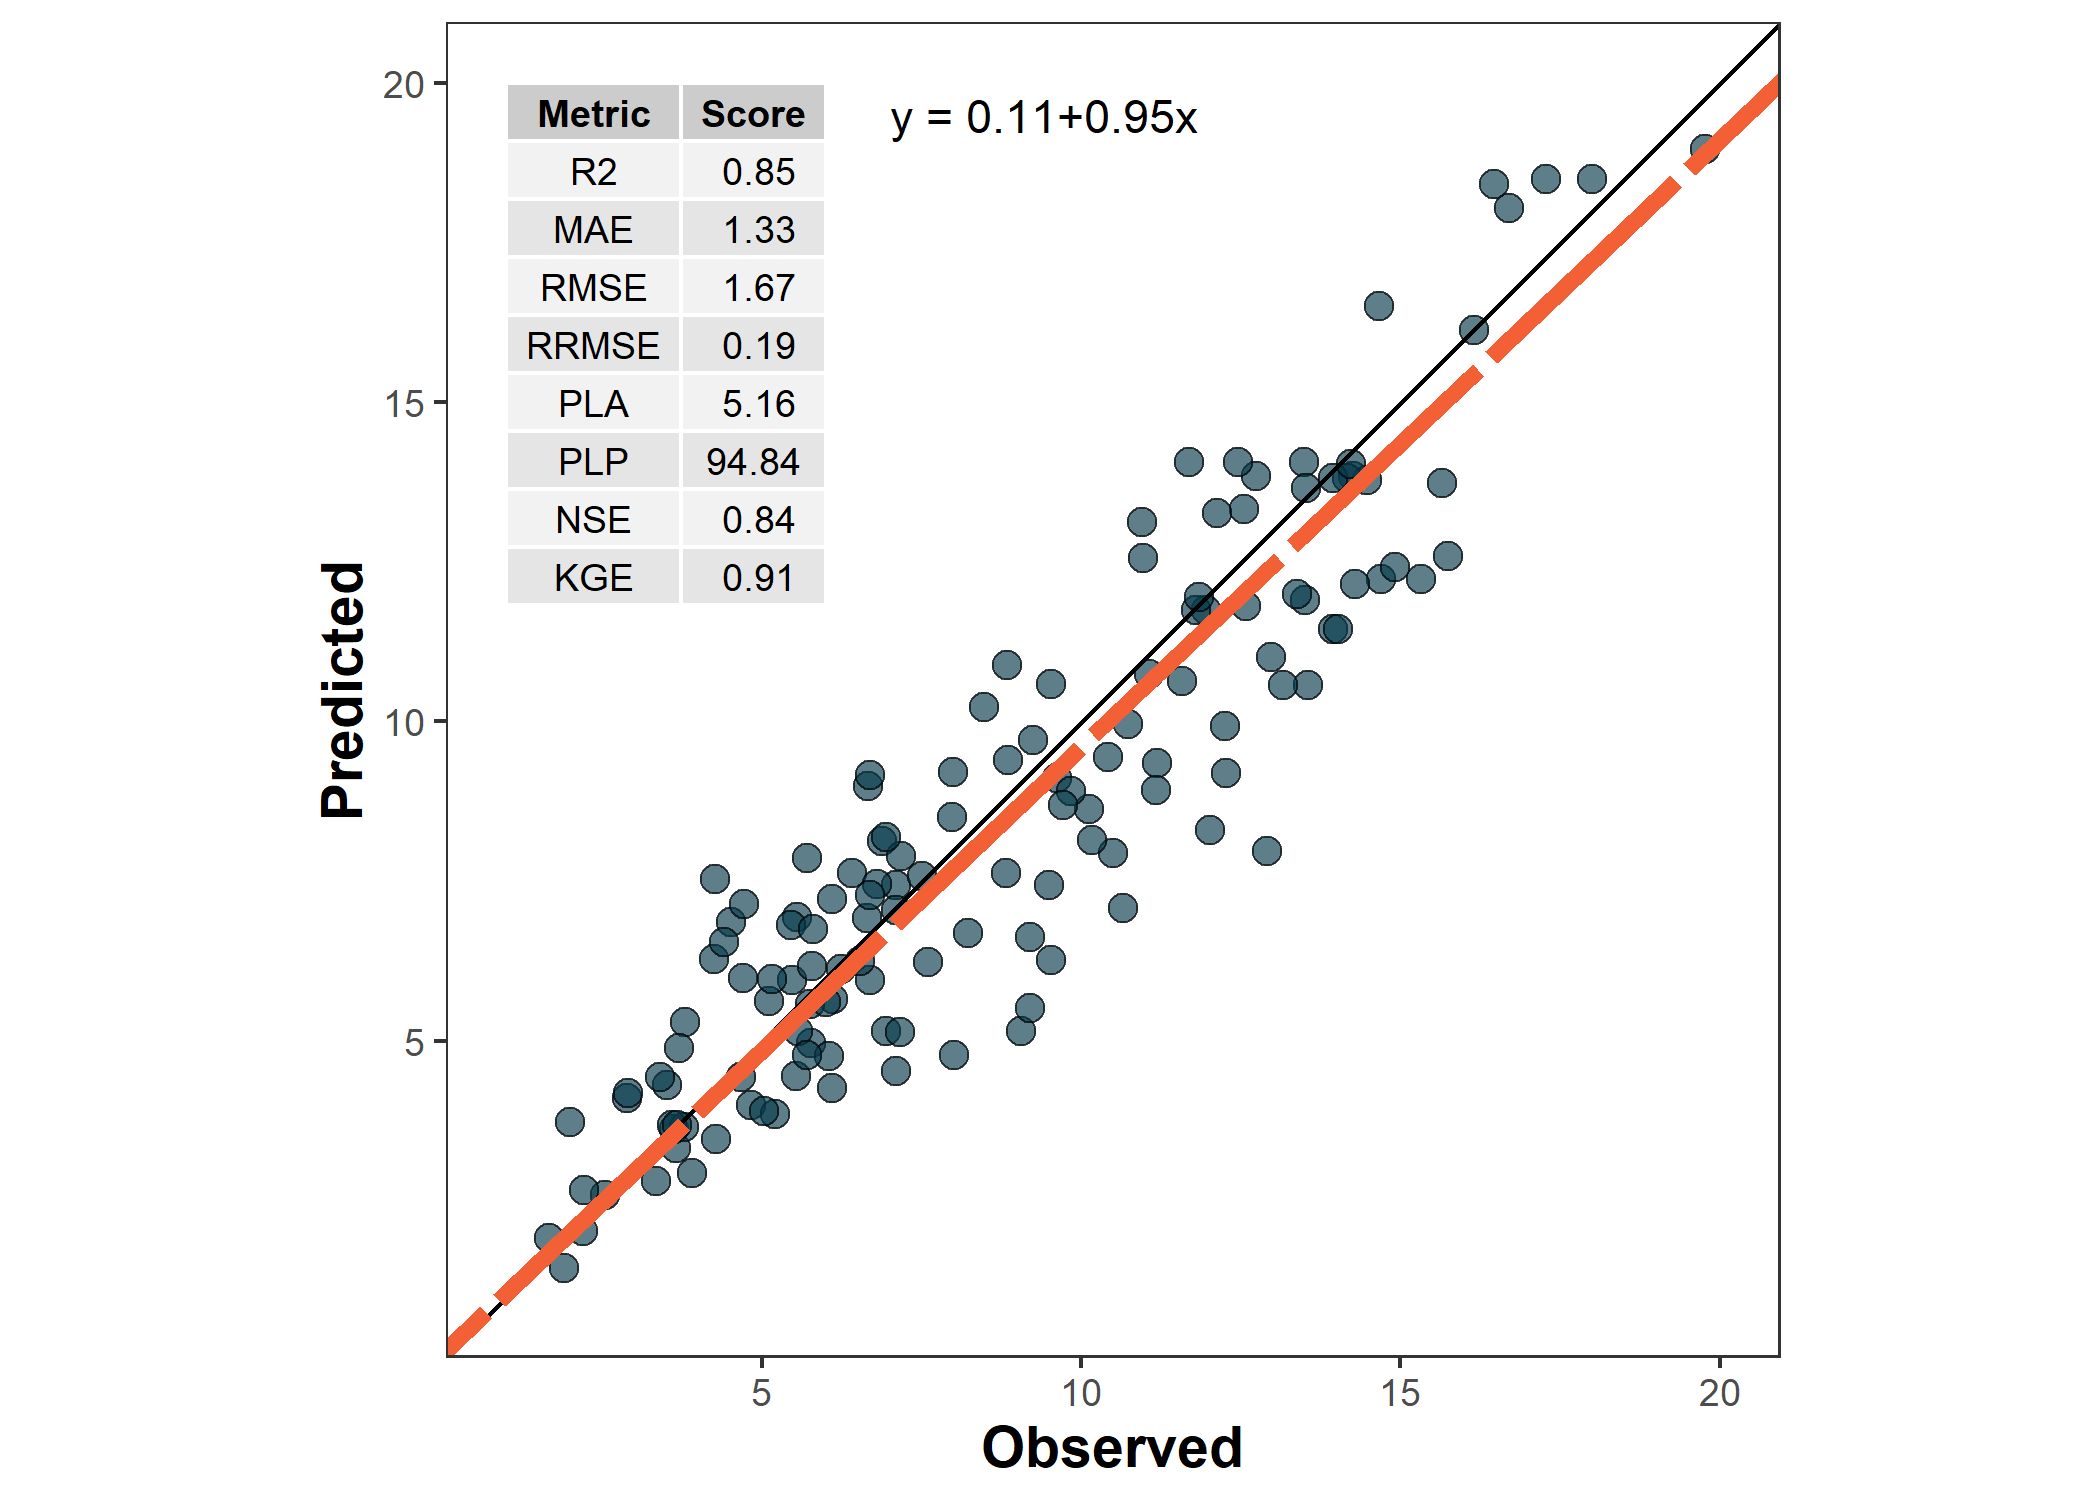 Metric Score
R2 0.85
MAE 1.33
RMSE 1.67
RRMSE 0.19
PLA 5.16
PLP 94.84
NSE 0.84
KGE 0.91
y = 0.11+0.95x
Predicted
20
15
10
5
5 10 15 20
Observed